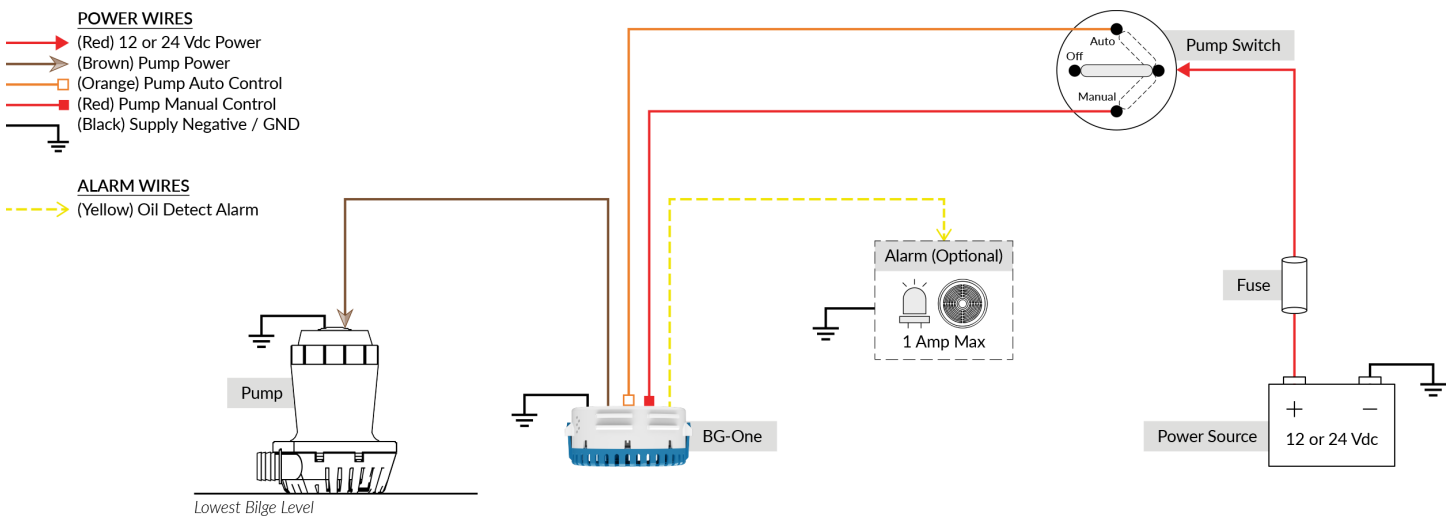 POWER WIRES
(Red) 12 or 24 Vdc Power
(Brown) Pump Power
(Orange) Pump Auto Control
(Red) Pump Manual Control
(Black) Supply Negative / GND
ALARM WIRES
(Yellow) Oil Detect Alarm
Auto
Off
Manual
Pump Switch
Alarm (Optional)
1 Amp Max
Fuse
Pump
BG-One
Power Source
+ −
12 or 24 Vdc
Lowest Bilge Level